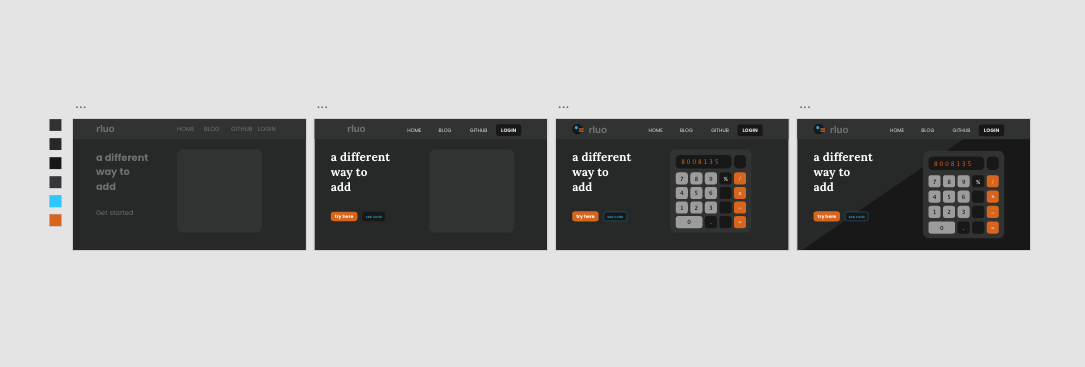 ...
rluo HOME BLOG GITHUB LOGIN
a different
way to
add
Get started
...
rluo HOME BLOG GITHUB LOGIN
a different
way to
add
try here see code
...
rluo HOME BLOG GITHUB LOGIN
a different
way to
add
try here see code
8008135
7 8 9 % /
4 5 6 x
1 2 3 -
0 . =
...
rluo HOME BLOG GITHUB LOGIN
a different
way to
add
try here see code
8008135
7 8 9 % /
4 5 6 x
1 2 3 -
0 . =